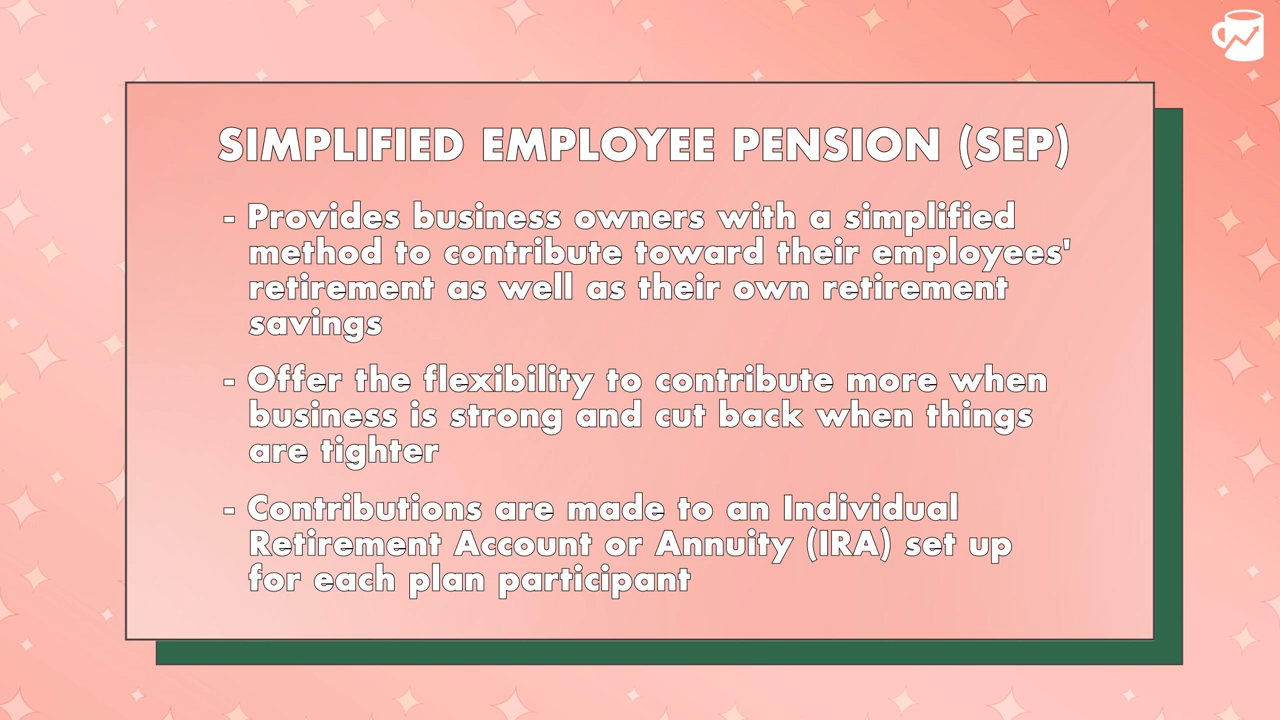 SIMPLIFIED EMPLOYEE PENSION (SEP)
- Provides business owners with a simplified
method to contribute toward their employees'
retirement as well as their own retirement
savings
- Offer the flexibility to contribute more when
business is strong and cut back when things
are tighter
- Contributions are made to an Individual
Retirement Account or Annuity (IRA) set up
for each plan participant